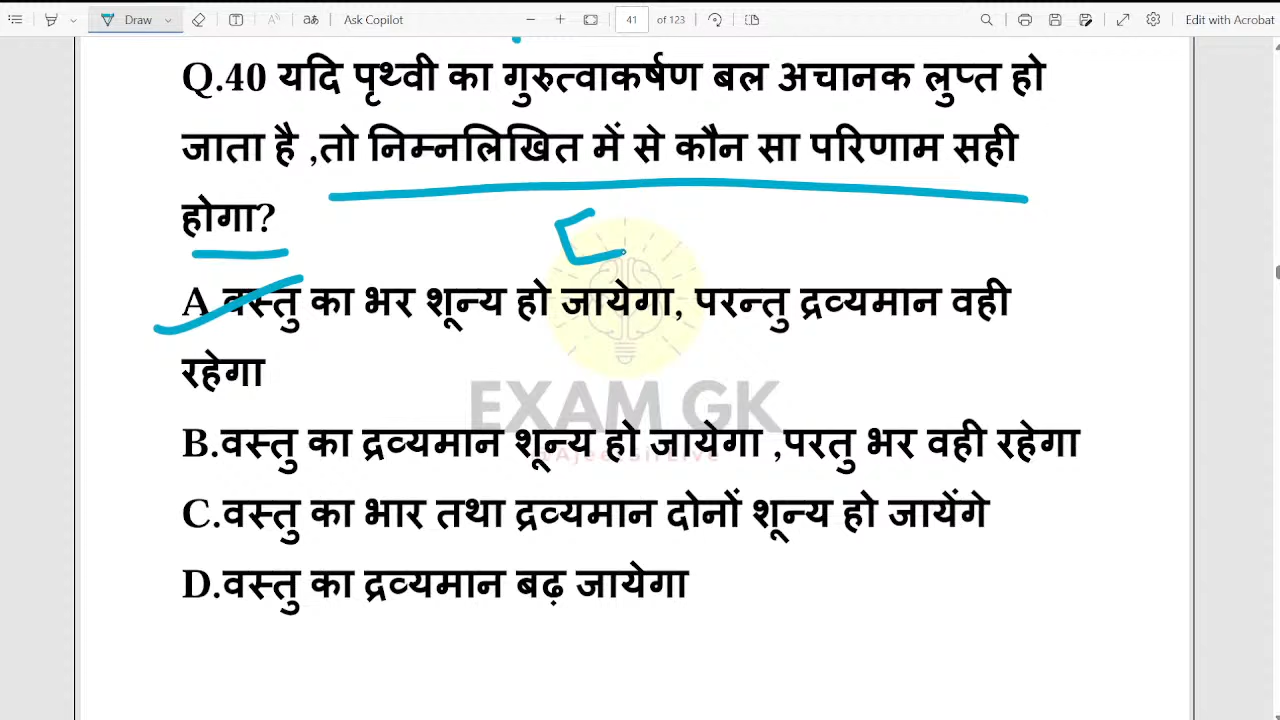 Draw
Ask Copilot
41 of 123
Edit with Acrobat
Q.40 यदि पृथ्वी का गुरुत्वाकर्षण बल अचानक लुप्त हो
जाता है ,तो निम्नलिखित में से कौन सा परिणाम सही
होगा?
A वस्तु का भर शून्य हो जायेगा, परन्तु द्रव्यमान वही
रहेगा
EXAM GK
B.वस्तु का द्रव्यमान शून्य हो जायेगा ,परतु भर वही रहेगा
C.वस्तु का भार तथा द्रव्यमान दोनों शून्य हो जायेंगे
D.वस्तु का द्रव्यमान बढ़ जायेगा